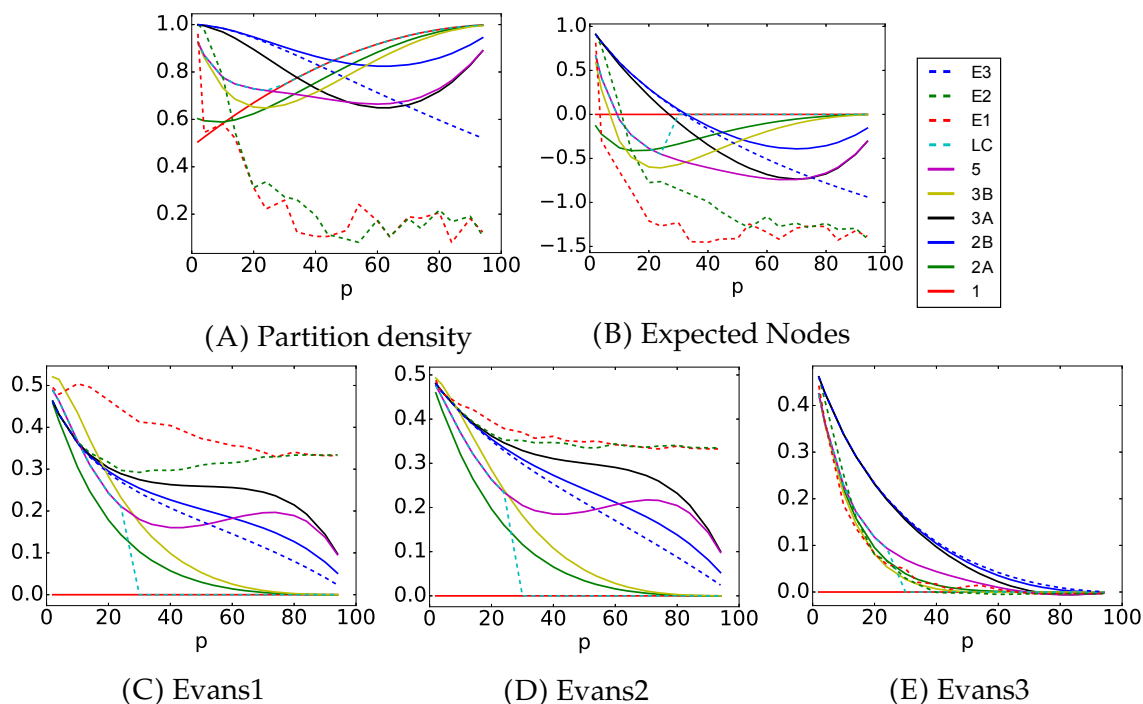 1.0
0.8
0.6
0.4
0.2
0 20 40 60 80 100
p
(A) Partition density
1.0
0.5
0.0
−0.5
−1.0
−1.5
0 20 40 60 80 100
p
(B) Expected Nodes
E3
E2
E1
LC
5
3B
3A
2B
2A
1
0.5
0.4
0.3
0.2
0.1
0.0
0 20 40 60 80 100
p
(C) Evans1
0.5
0.4
0.3
0.2
0.1
0.0
0 20 40 60 80 100
p
(D) Evans2
0.4
0.3
0.2
0.1
0.0
0 20 40 60 80 100
p
(E) Evans3